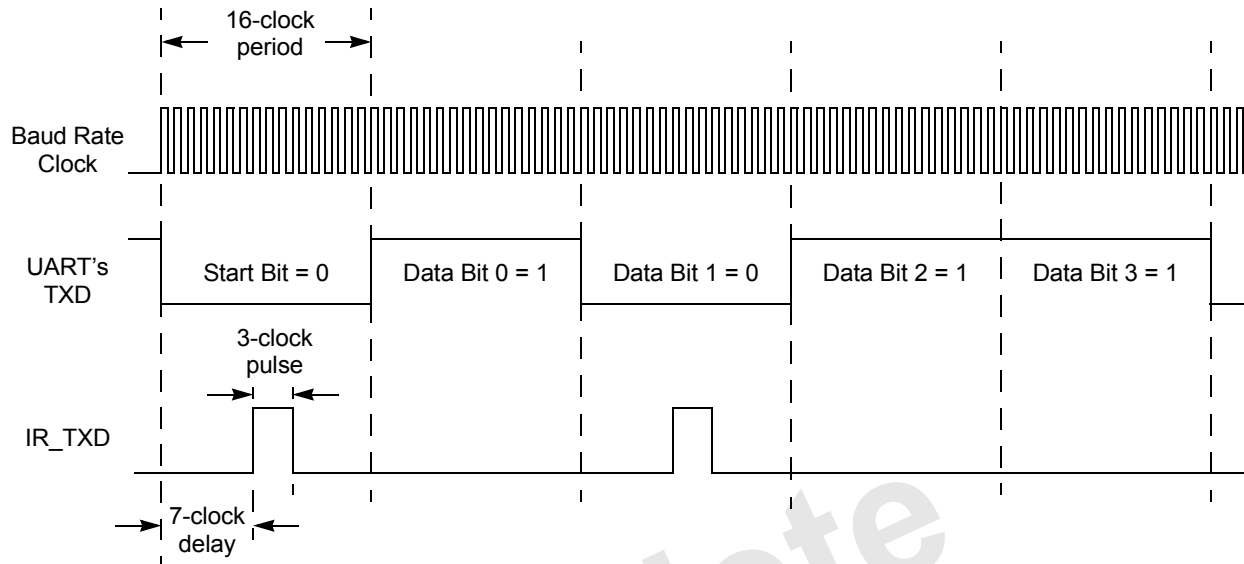 16-clock
period
Baud Rate
Clock
UART's
TXD
Start Bit = 0
Data Bit 0 = 1
Data Bit 1 = 0
Data Bit 2 = 1
Data Bit 3 = 1
3-clock
pulse
IR_TXD
7-clock
delay